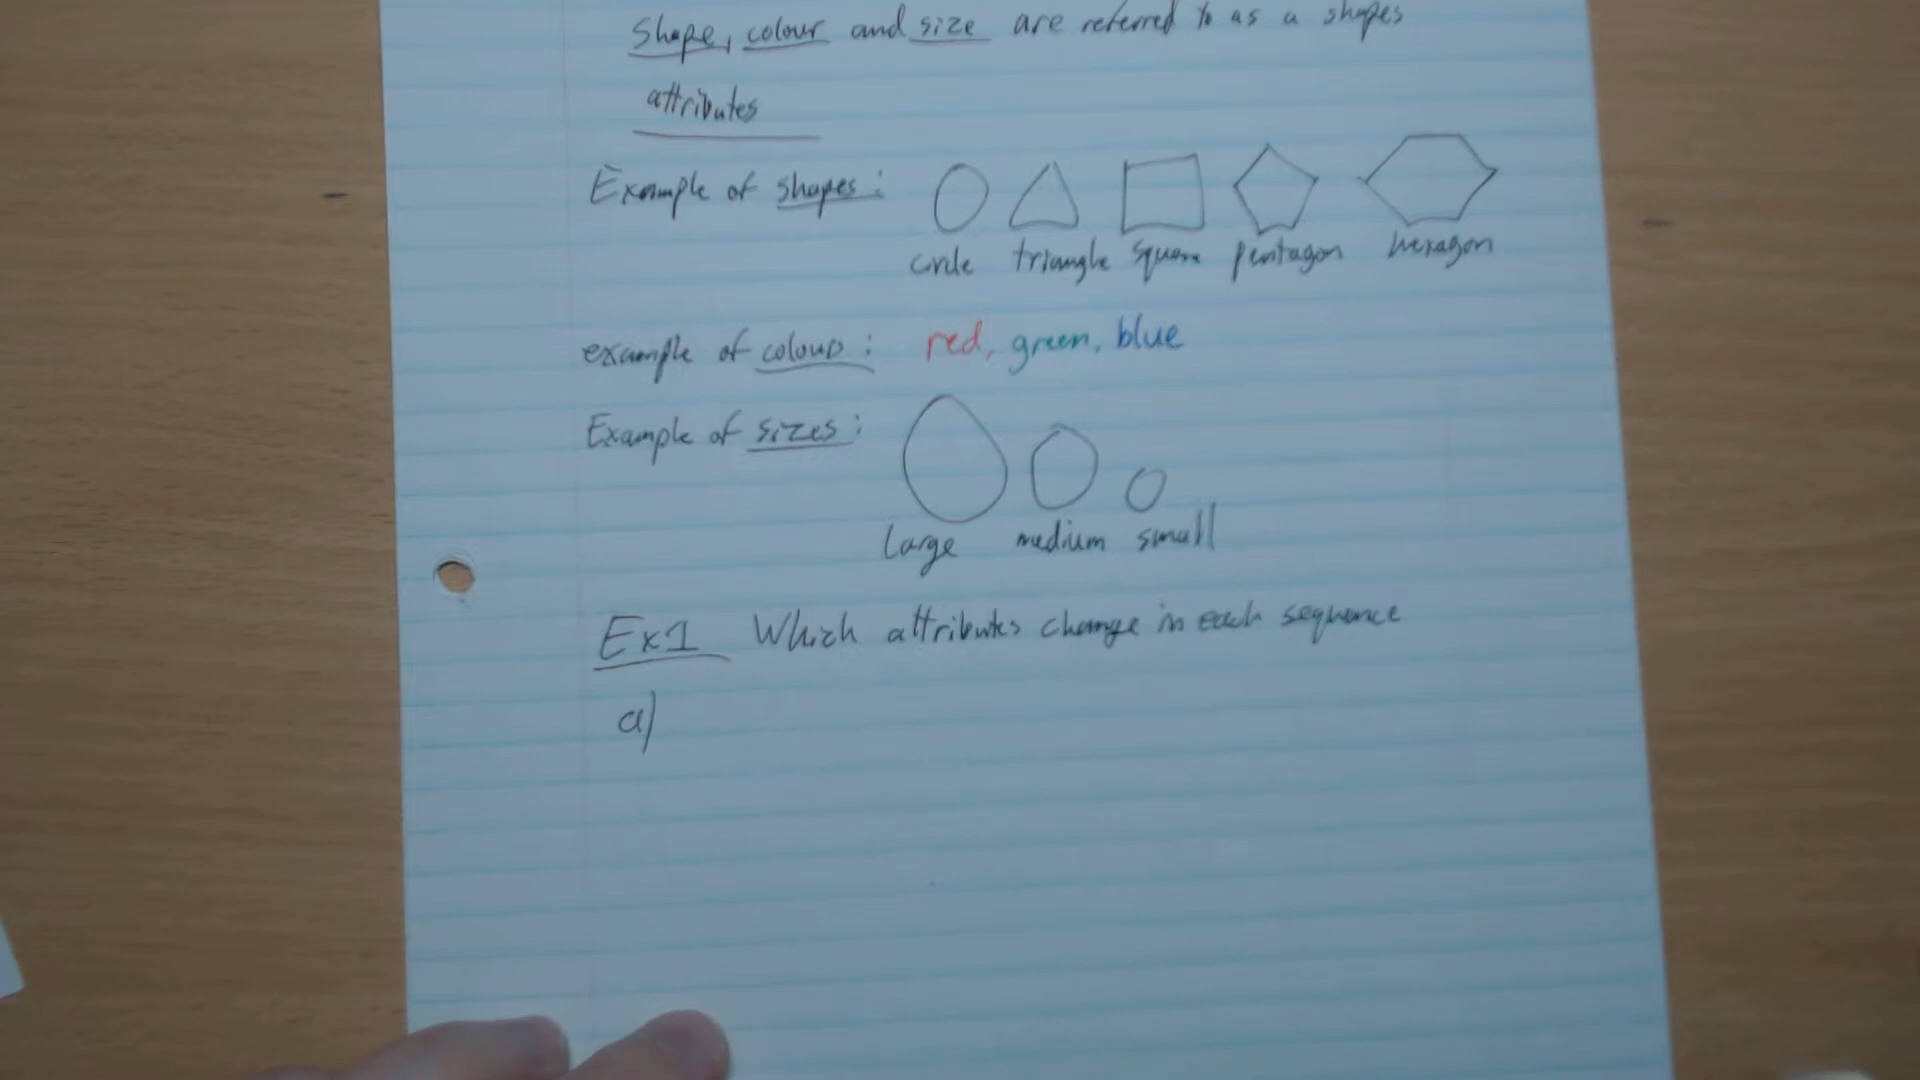 Shape, colour and size are referred to as a shapes
attributes
Example of shapes:
circle triangle square pentagon hexagon
example of colours: red, green, blue
Example of sizes:
large medium small
Ex1 Which attributes change in each sequence
a)